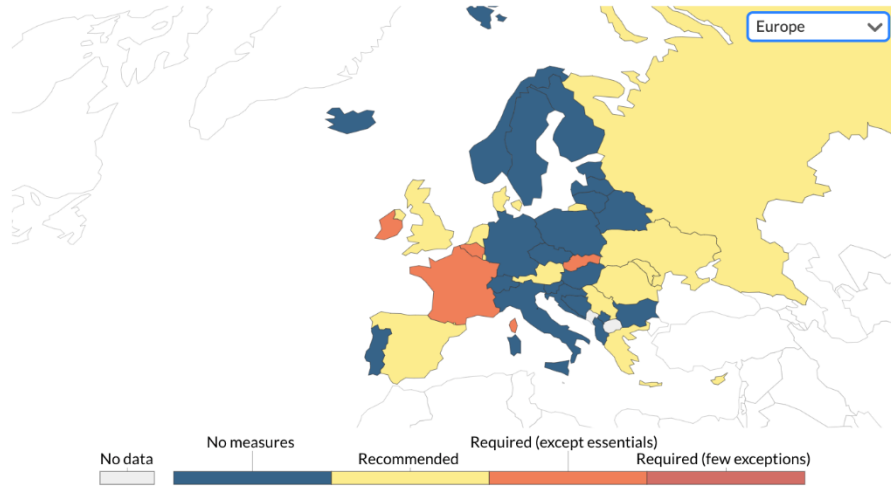 Europe
No data
No measures
Recommended
Required (except essentials)
Required (few exceptions)